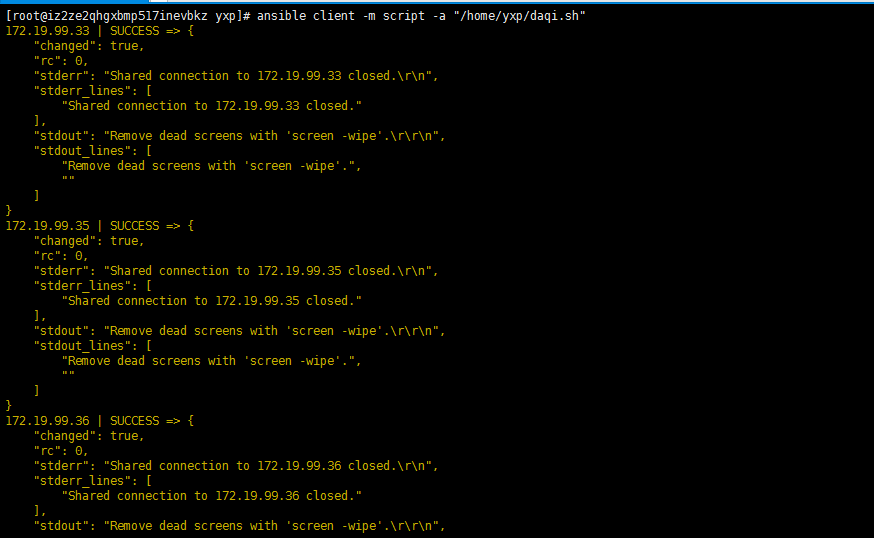 [root@iz2ze2qhgxbmp517inevbkz yxp]# ansible client -m script -a "/home/yxp/daqi.sh"
172.19.99.33 | SUCCESS => {
    "changed": true,
    "rc": 0,
    "stderr": "Shared connection to 172.19.99.33 closed.\r\n",
    "stderr_lines": [
        "Shared connection to 172.19.99.33 closed."
    ],
    "stdout": "Remove dead screens with 'screen -wipe'.\r\r\n",
    "stdout_lines": [
        "Remove dead screens with 'screen -wipe'.",
        ""
    ]
}
172.19.99.35 | SUCCESS => {
    "changed": true,
    "rc": 0,
    "stderr": "Shared connection to 172.19.99.35 closed.\r\n",
    "stderr_lines": [
        "Shared connection to 172.19.99.35 closed."
    ],
    "stdout": "Remove dead screens with 'screen -wipe'.\r\r\n",
    "stdout_lines": [
        "Remove dead screens with 'screen -wipe'.",
        ""
    ]
}
172.19.99.36 | SUCCESS => {
    "changed": true,
    "rc": 0,
    "stderr": "Shared connection to 172.19.99.36 closed.\r\n",
    "stderr_lines": [
        "Shared connection to 172.19.99.36 closed."
    ],
    "stdout": "Remove dead screens with 'screen -wipe'.\r\r\n",